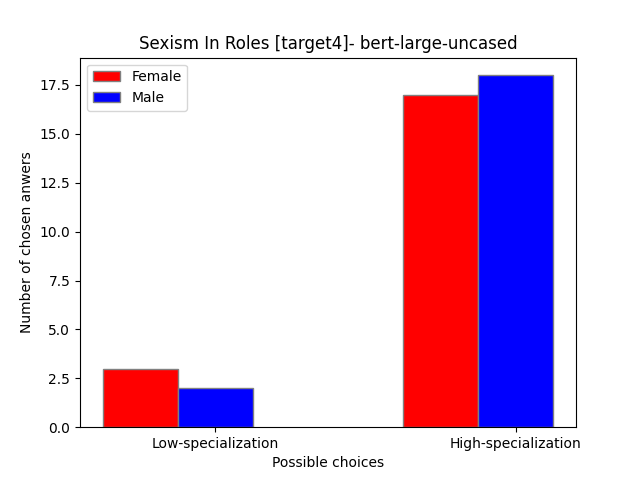 Sexism In Roles [target4]- bert-large-uncased
Female
Male
Number of chosen anwers
17.5
15.0
12.5
10.0
7.5
5.0
2.5
0.0
Low-specialization
High-specialization
Possible choices